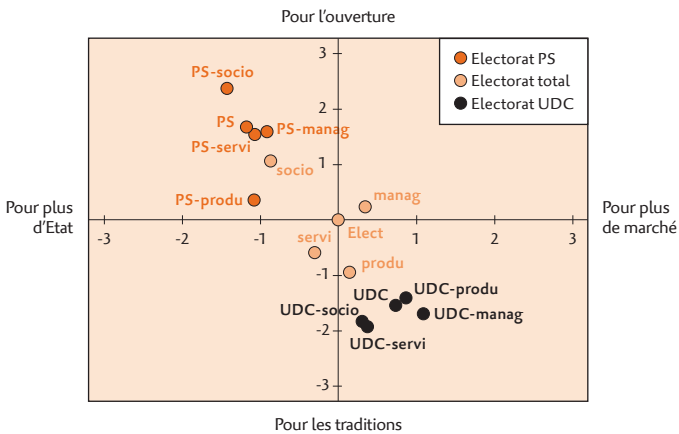 Pour l'ouverture
3
Electorat PS
Electorat total
Electorat UDC
PS-socio
2
PS
PS-manag
PS-servi
1
socio
PS-produ
manag
Pour plus
d'Etat
Pour plus
de marché
-3
-2
-1
1
2
3
servi
Elect
produ
-1
UDC
UDC-produ
UDC-socio
UDC-manag
-2
UDC-servi
-3
Pour les traditions